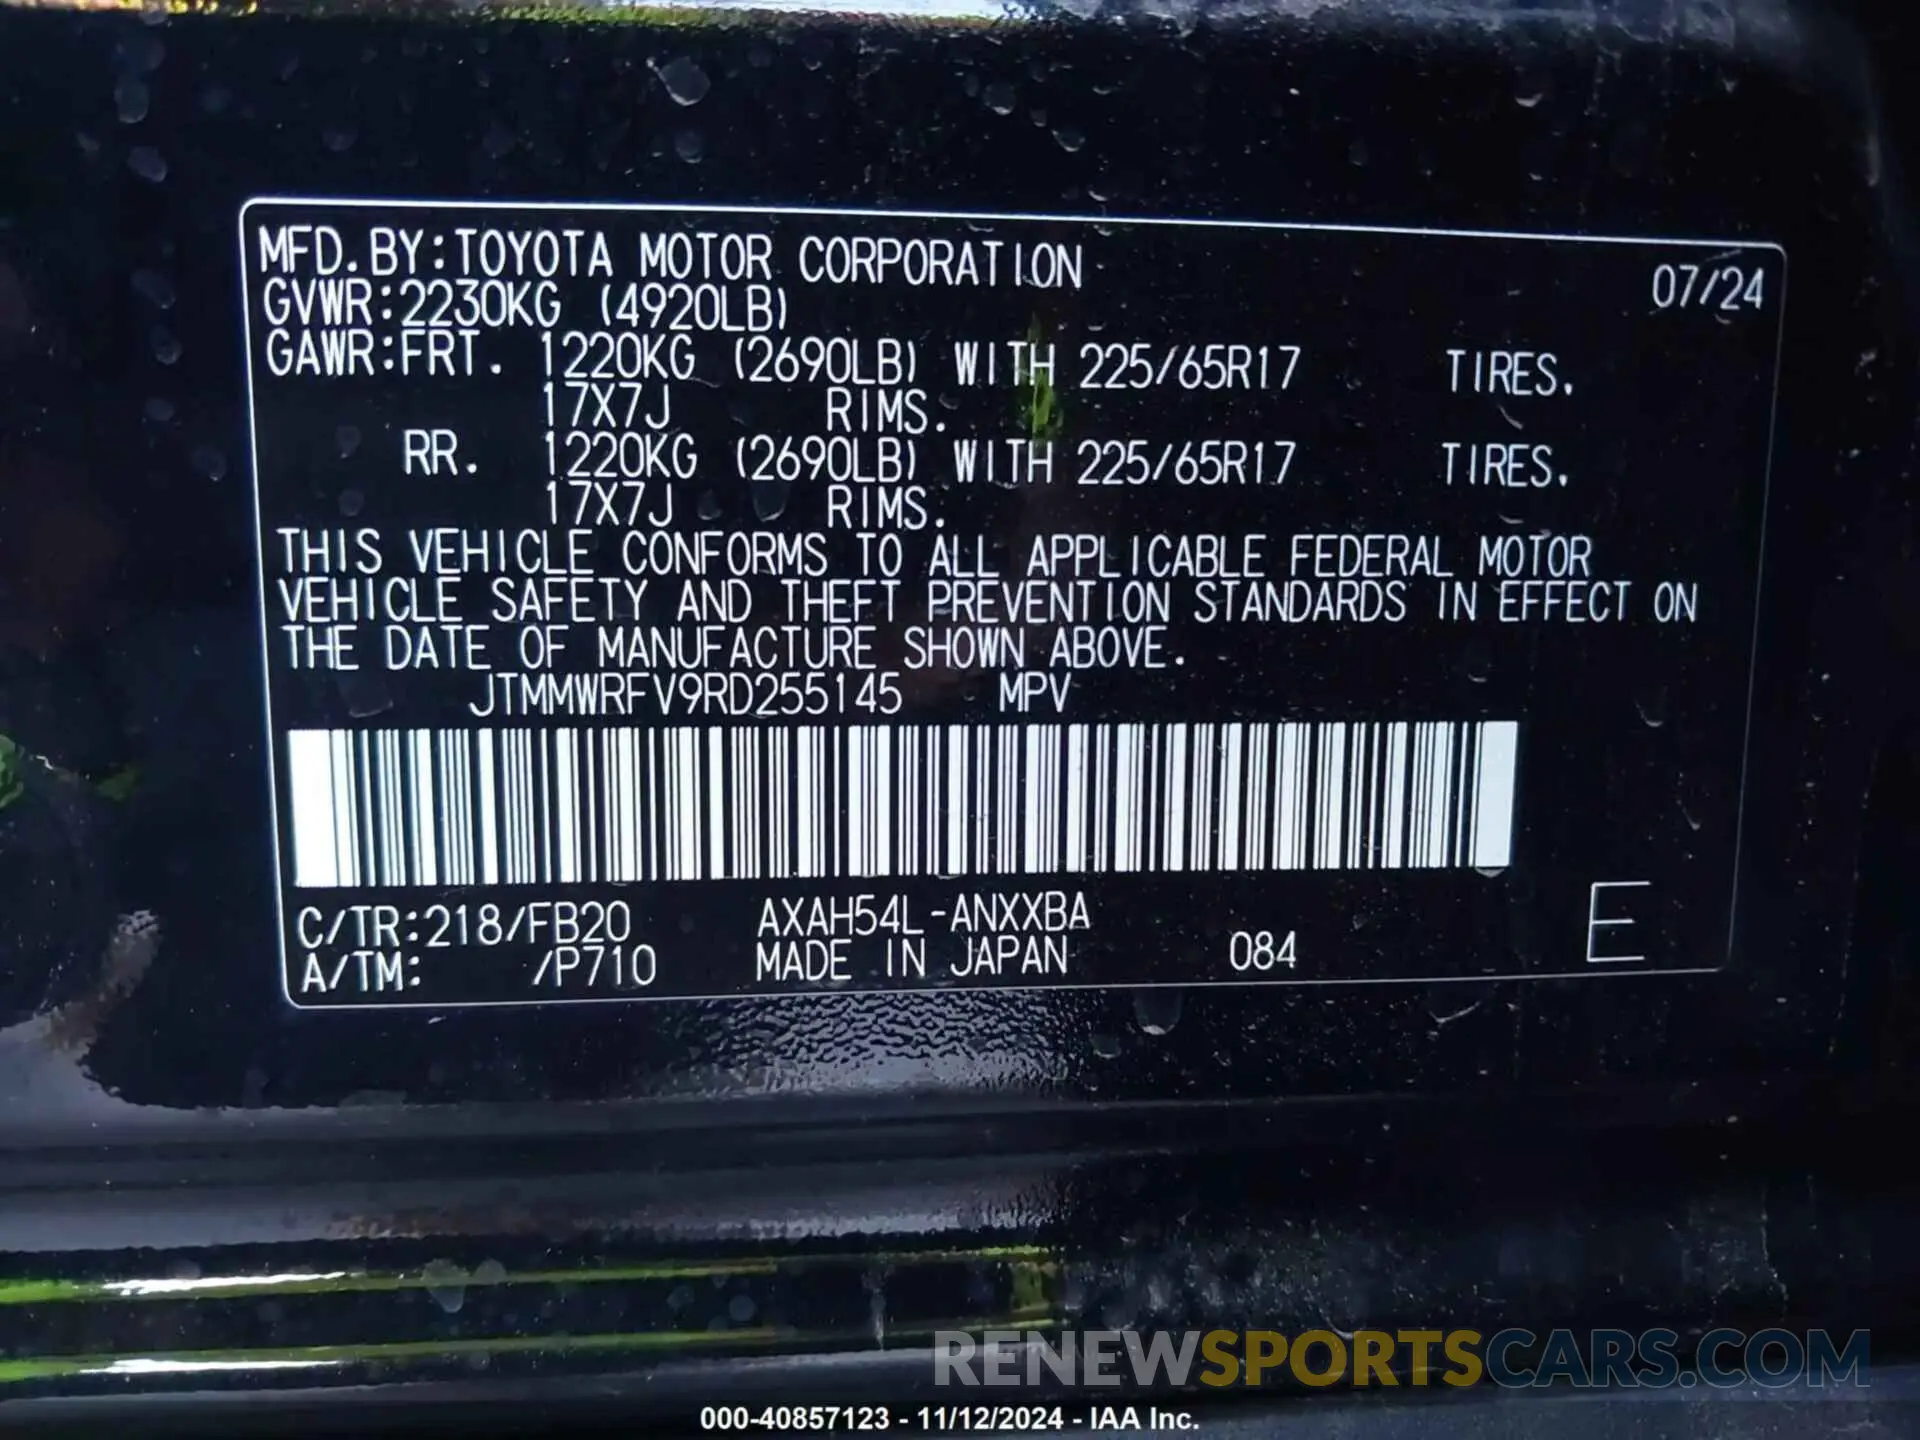 MFD.BY:TOYOTA MOTOR CORPORATION 07/24
GVWR:2230KG (4920LB)
GAWR:FRT. 1220KG (2690LB) WITH 225/65R17 TIRES.
17X7J RIMS.
RR. 1220KG (2690LB) WITH 225/65R17 TIRES.
17X7J RIMS.
THIS VEHICLE CONFORMS TO ALL APPLICABLE FEDERAL MOTOR
VEHICLE SAFETY AND THEFT PREVENTION STANDARDS IN EFFECT ON
THE DATE OF MANUFACTURE SHOWN ABOVE.
JTMMWRFV9RD255145 MPV
C/TR:218/FB20 AXAH54L-ANXXBA
A/TM: /P710 MADE IN JAPAN 084 E
RENEWSPORTSCARS.COM
000-40857123 - 11/12/2024 - IAA Inc.